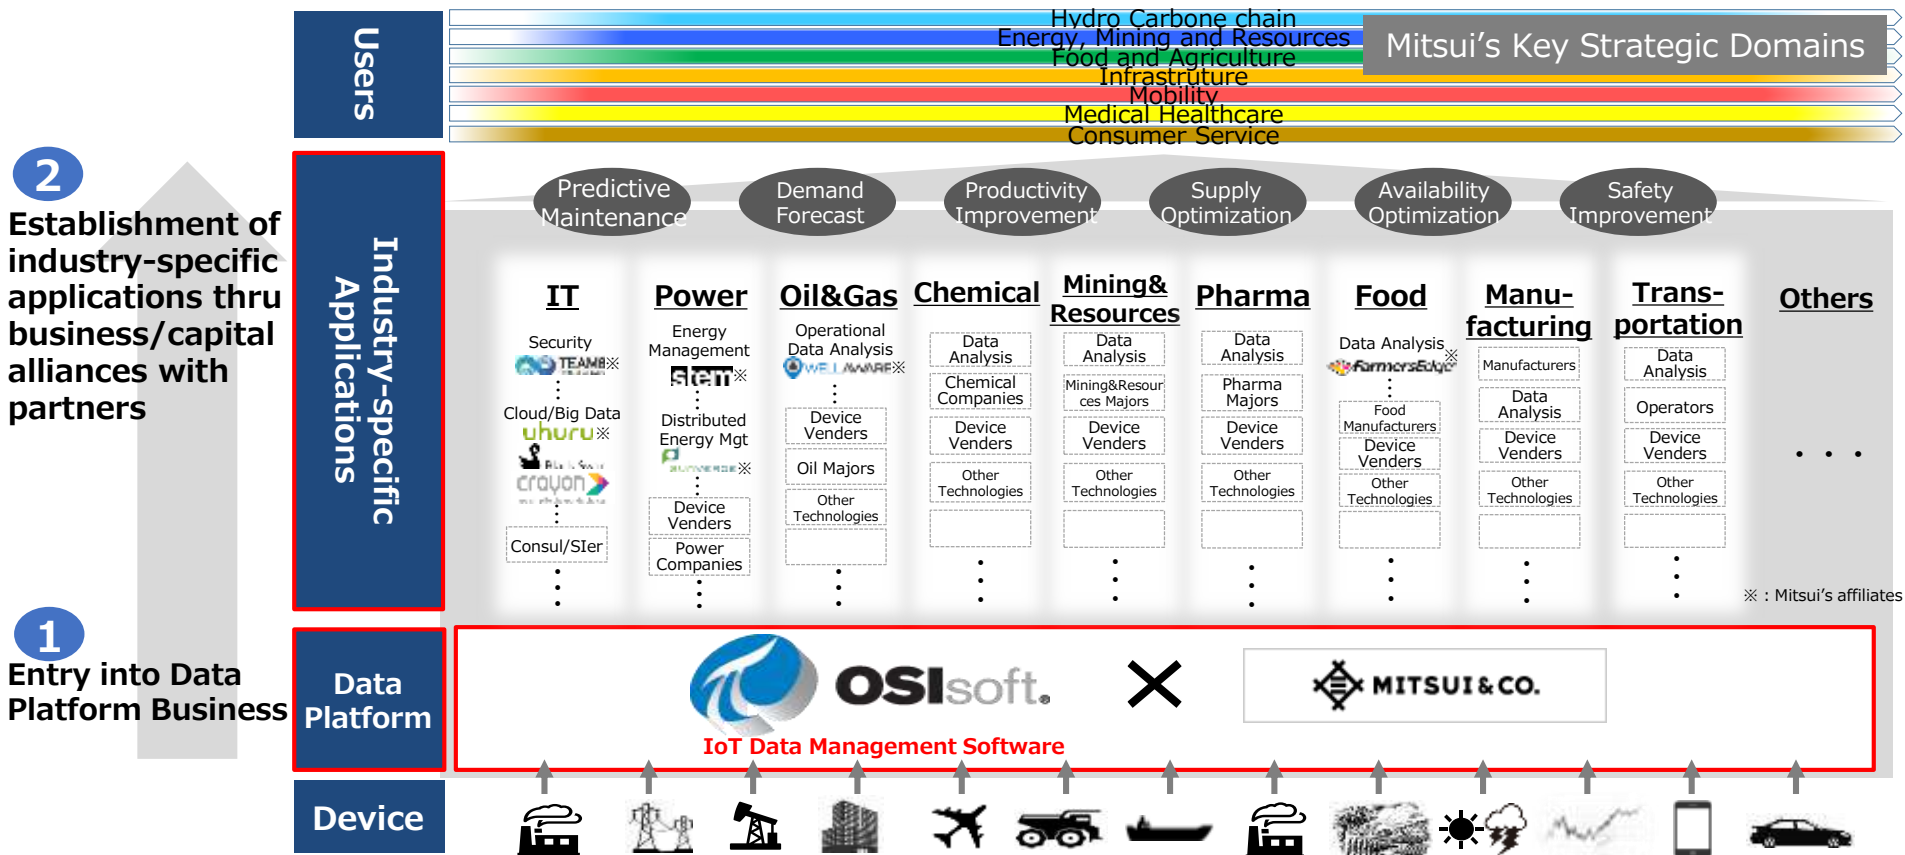 Users
Hydro Carbone chain
Energy, Mining and Resources
Food and Agriculture
Infrastruture
Mobility
Medical Healthcare
Consumer Service
Mitsui's Key Strategic Domains
2
Establishment of
industry-specific
applications thru
business/capital
alliances with
partners
Industry-specific
Applications
Predictive
Maintenance
Demand
Forecast
Productivity
Improvement
Supply
Optimization
Availability
Optimization
Safety
Improvement
IT
Security
TEAM8※
Cloud/Big Data
uhuru※
crayon
Consul/SIer
Power
Energy
Management
stem※
Distributed
Energy Mgt
SUNVERGE※
Device
Venders
Power
Companies
Oil&Gas
Operational
Data Analysis
WELLAWARE※
Device
Venders
Oil Majors
Other
Technologies
Chemical
Data
Analysis
Chemical
Companies
Device
Venders
Other
Technologies
Mining&
Resources
Data
Analysis
Mining&Resour
ces Majors
Device
Venders
Other
Technologies
Pharma
Data
Analysis
Pharma
Majors
Device
Venders
Other
Technologies
Food
Data Analysis
FarmersEdge※
Food
Manufacturers
Device
Venders
Other
Technologies
Manu-
facturing
Manufacturers
Data
Analysis
Device
Venders
Other
Technologies
Trans-
portation
Data
Analysis
Operators
Device
Venders
Other
Technologies
Others
・・・
※ : Mitsui's affiliates
1
Entry into Data
Platform Business
Data
Platform
OSIsoft.
IoT Data Management Software
MITSUI&CO.
Device